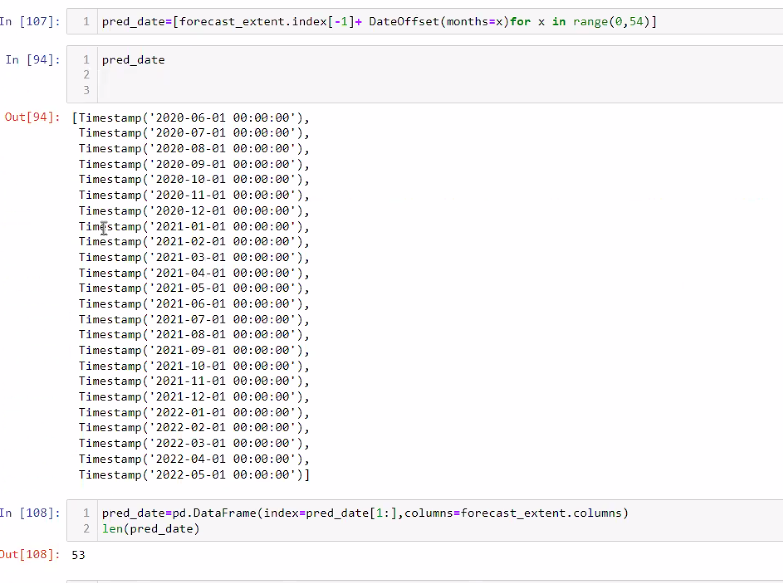 In [107]: 1 pred_date=[forecast_extent.index[-1]+ DateOffset(months=x)for x in range(0,54)]
In [94]: 1 pred_date
2
3
Out[94]: [Timestamp('2020-06-01 00:00:00'),
Timestamp('2020-07-01 00:00:00'),
Timestamp('2020-08-01 00:00:00'),
Timestamp('2020-09-01 00:00:00'),
Timestamp('2020-10-01 00:00:00'),
Timestamp('2020-11-01 00:00:00'),
Timestamp('2020-12-01 00:00:00'),
Timestamp('2021-01-01 00:00:00'),
Timestamp('2021-02-01 00:00:00'),
Timestamp('2021-03-01 00:00:00'),
Timestamp('2021-04-01 00:00:00'),
Timestamp('2021-05-01 00:00:00'),
Timestamp('2021-06-01 00:00:00'),
Timestamp('2021-07-01 00:00:00'),
Timestamp('2021-08-01 00:00:00'),
Timestamp('2021-09-01 00:00:00'),
Timestamp('2021-10-01 00:00:00'),
Timestamp('2021-11-01 00:00:00'),
Timestamp('2021-12-01 00:00:00'),
Timestamp('2022-01-01 00:00:00'),
Timestamp('2022-02-01 00:00:00'),
Timestamp('2022-03-01 00:00:00'),
Timestamp('2022-04-01 00:00:00'),
Timestamp('2022-05-01 00:00:00')]
In [108]: 1 pred_date=pd.DataFrame(index=pred_date[1:],columns=forecast_extent.columns)
2 len(pred_date)
Out[108]: 53